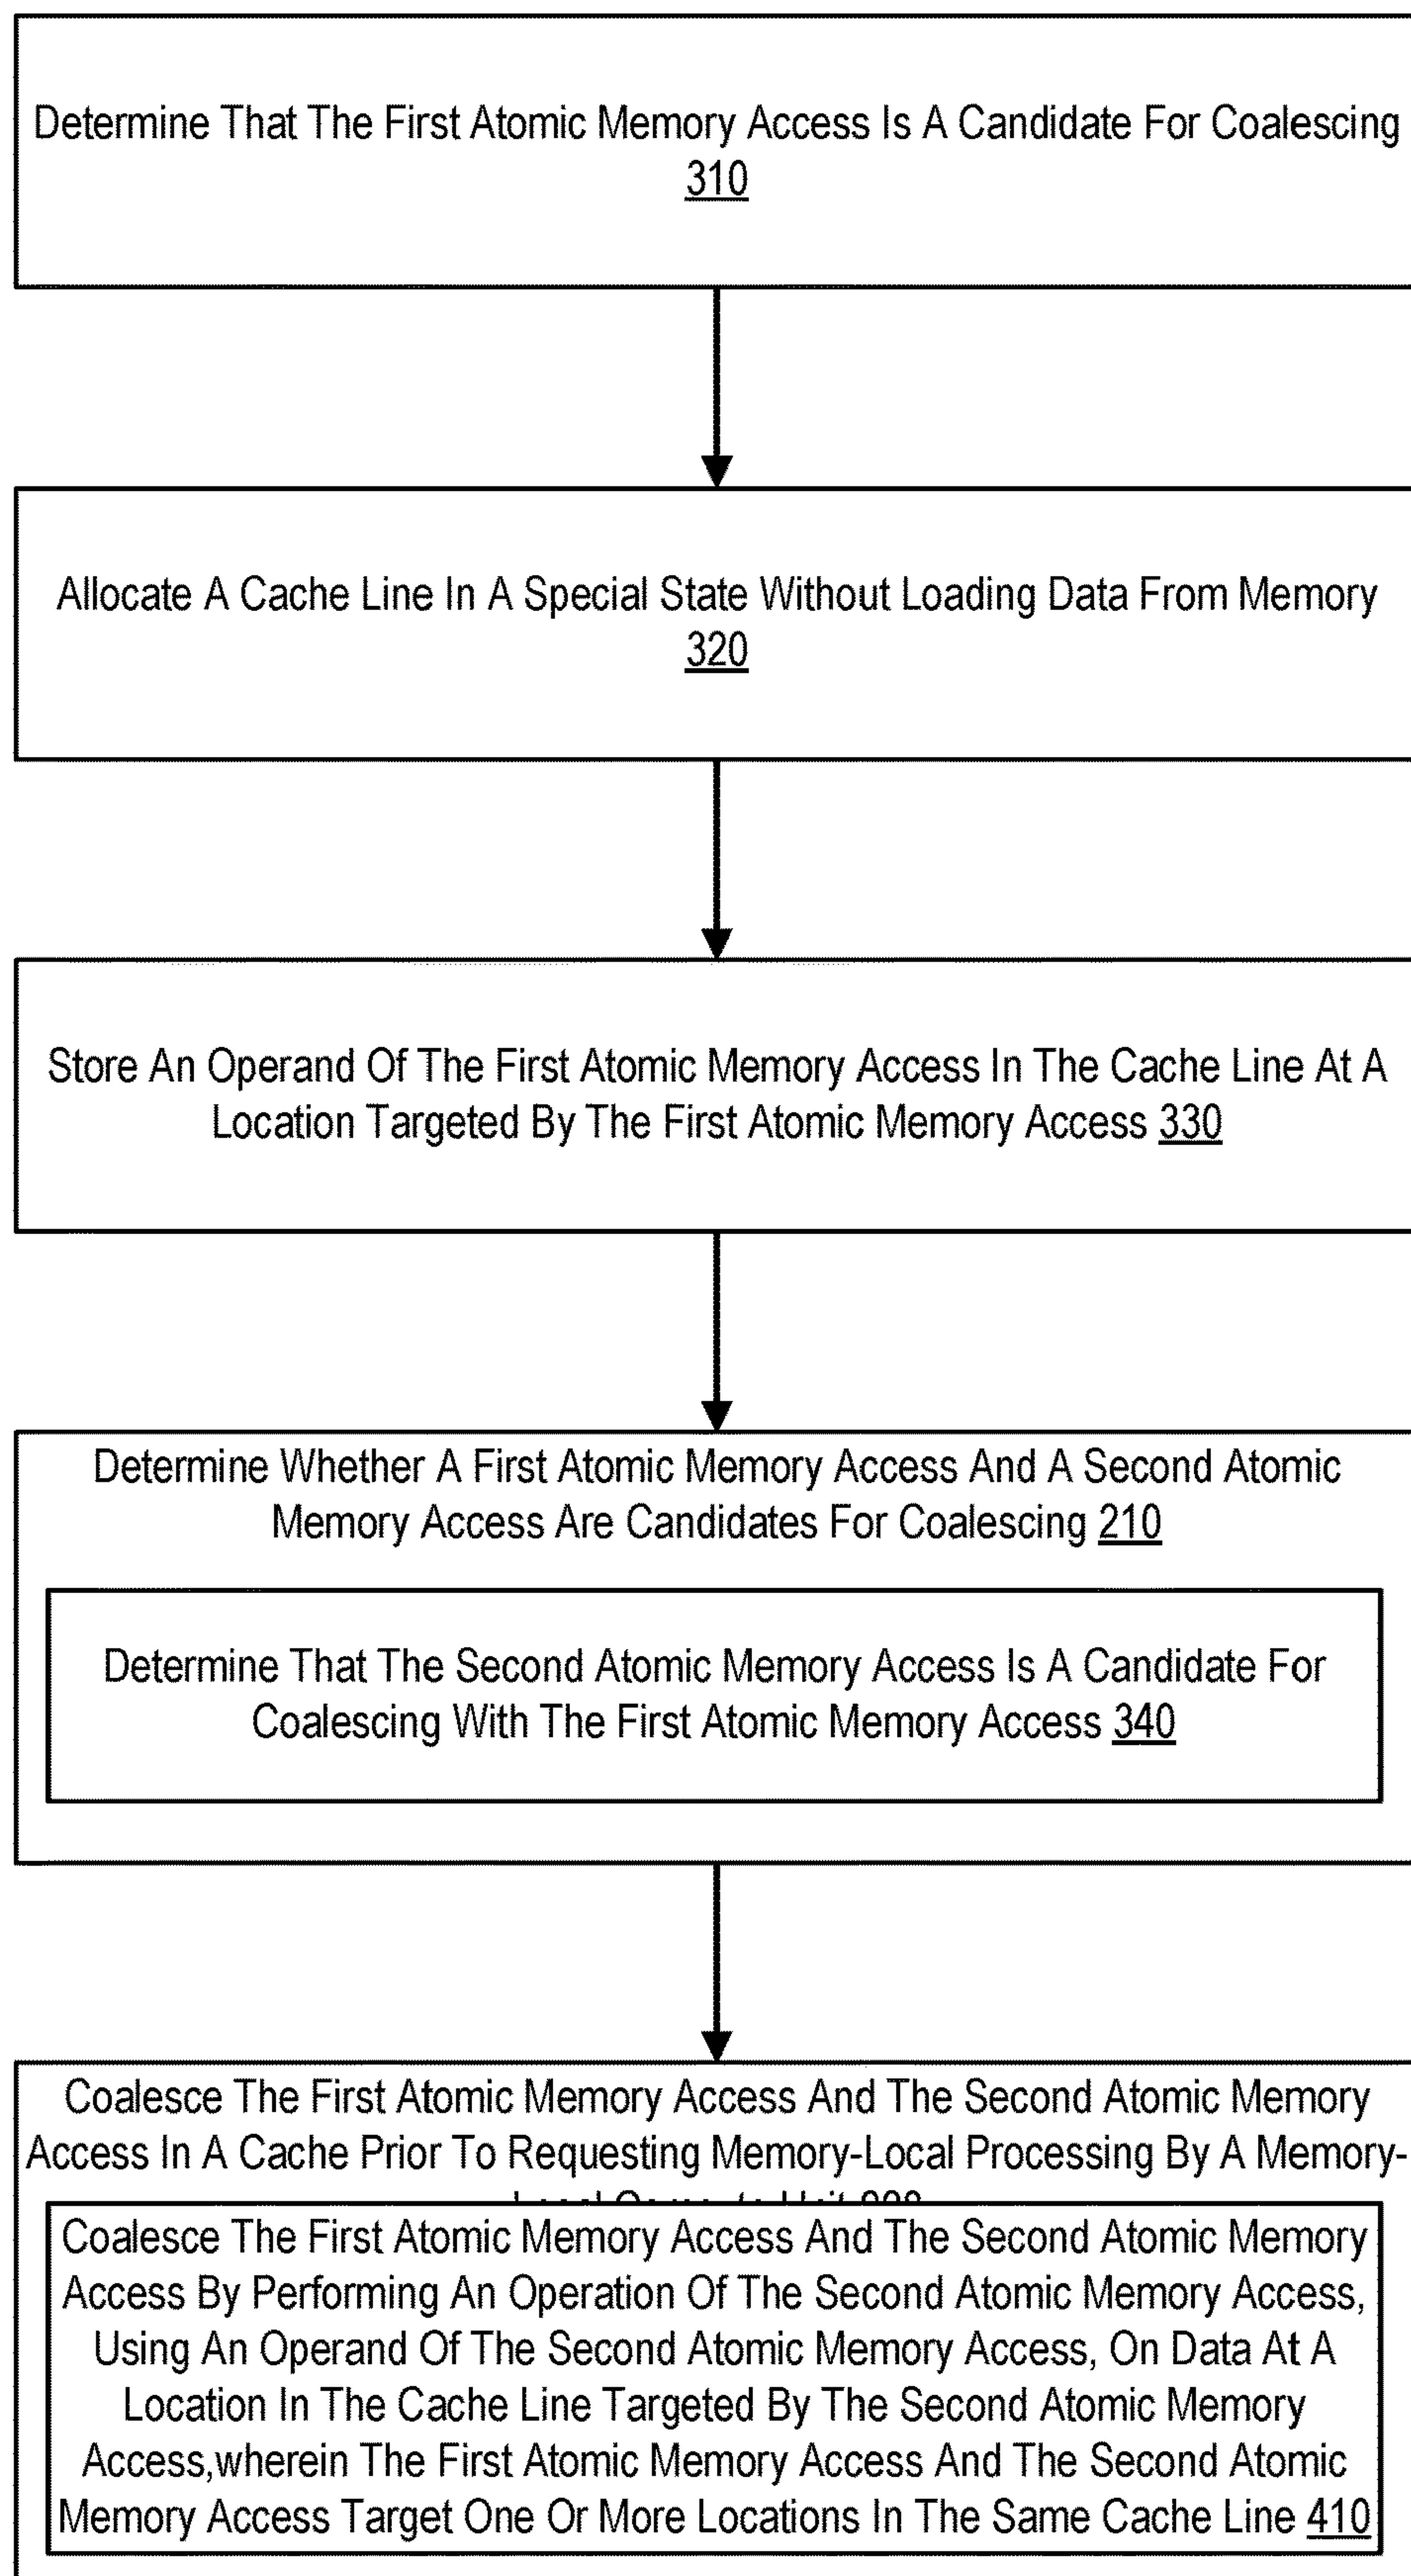 Determine That The First Atomic Memory Access Is A Candidate For Coalescing
310
Allocate A Cache Line In A Special State Without Loading Data From Memory
320
Store An Operand Of The First Atomic Memory Access In The Cache Line At A
Location Targeted By The First Atomic Memory Access 330
Determine Whether A First Atomic Memory Access And A Second Atomic
Memory Access Are Candidates For Coalescing 210
Determine That The Second Atomic Memory Access Is A Candidate For
Coalescing With The First Atomic Memory Access 340
Coalesce The First Atomic Memory Access And The Second Atomic Memory
Access In A Cache Prior To Requesting Memory-Local Processing By A Memory-
Coalesce The First Atomic Memory Access And The Second Atomic Memory
Access By Performing An Operation Of The Second Atomic Memory Access,
Using An Operand Of The Second Atomic Memory Access, On Data At A
Location In The Cache Line Targeted By The Second Atomic Memory
Access,wherein The First Atomic Memory Access And The Second Atomic
Memory Access Target One Or More Locations In The Same Cache Line 410